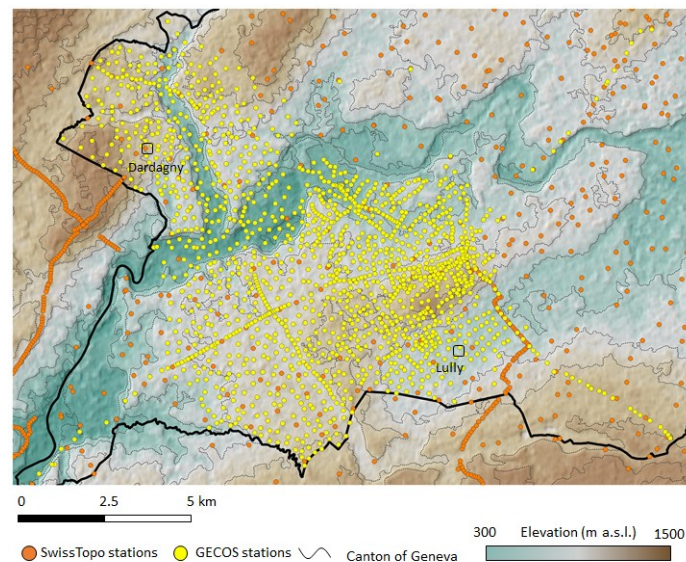 Dardagny
Lully
0 2.5 5 km
300 Elevation (m a.s.l.) 1500
SwissTopo stations GECOS stations Canton of Geneva